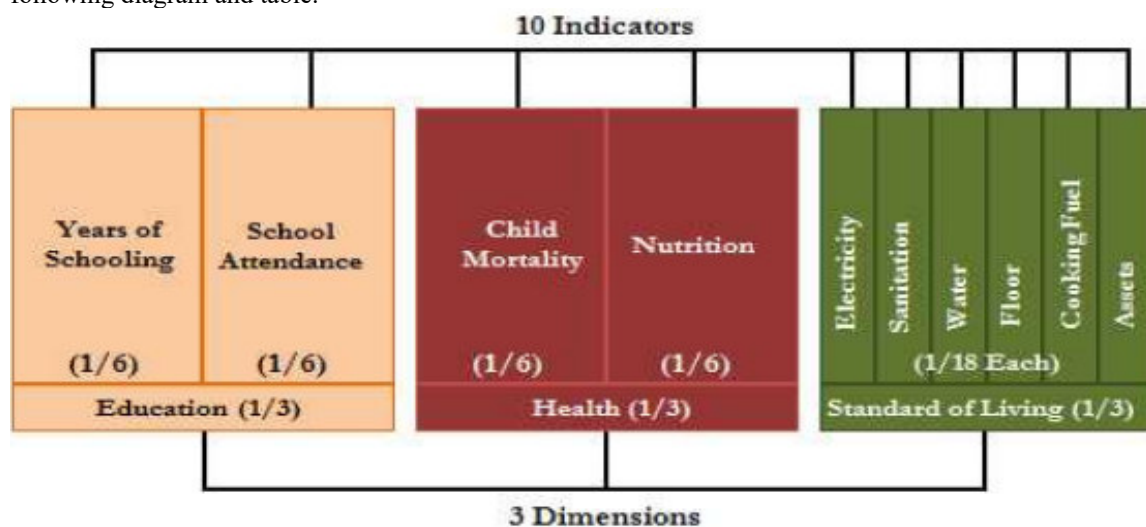 following diagram and table.
10 Indicators
Years of
Schooling
(1/6)
School
Attendance
(1/6)
Education (1/3)
Child
Mortality
(1/6)
Nutrition
(1/6)
Health (1/3)
Electricity
Sanitation
Water
Floor
Cooking Fuel
Assets
(1/18 Each)
Standard of Living (1/3)
3 Dimensions